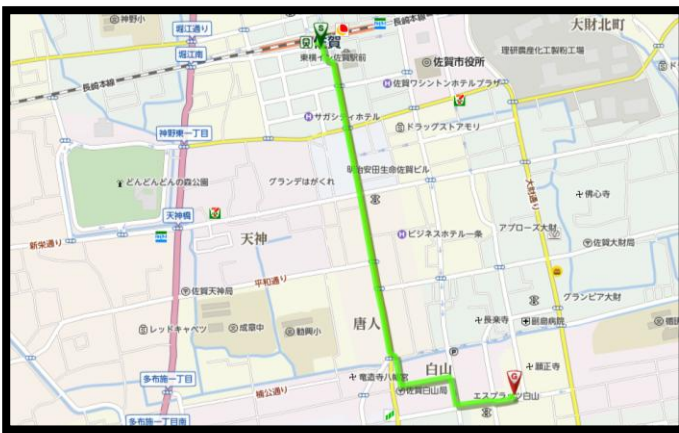 神野小
堀江通り
堀江南
長崎本線
佐賀
長崎本線
大財北町
東横イン佐賀駅前
佐賀市役所
理研農産化工製粉工場
佐賀ワシントンホテルプラザ
サガシティホテル
ドラッグストアモリ
神野東一丁目
どんどんどんの森公園
グランデはがくれ
明治安田生命佐賀ビル
大財通り
佛心寺
天神橋
アプローズ大財
新栄通り
天神
ビジネスホテル一条
佐賀大財局
平和通り
佐賀天神局
グランピア大財
唐人
レッドキャベツ
成章中
勧興小
長楽寺
副島病院
多布施一丁目
竜造寺八幡宮
白山
願正寺
楊公通り
佐賀白山局
エスプラッツ白山
多布施一丁目南
S
G